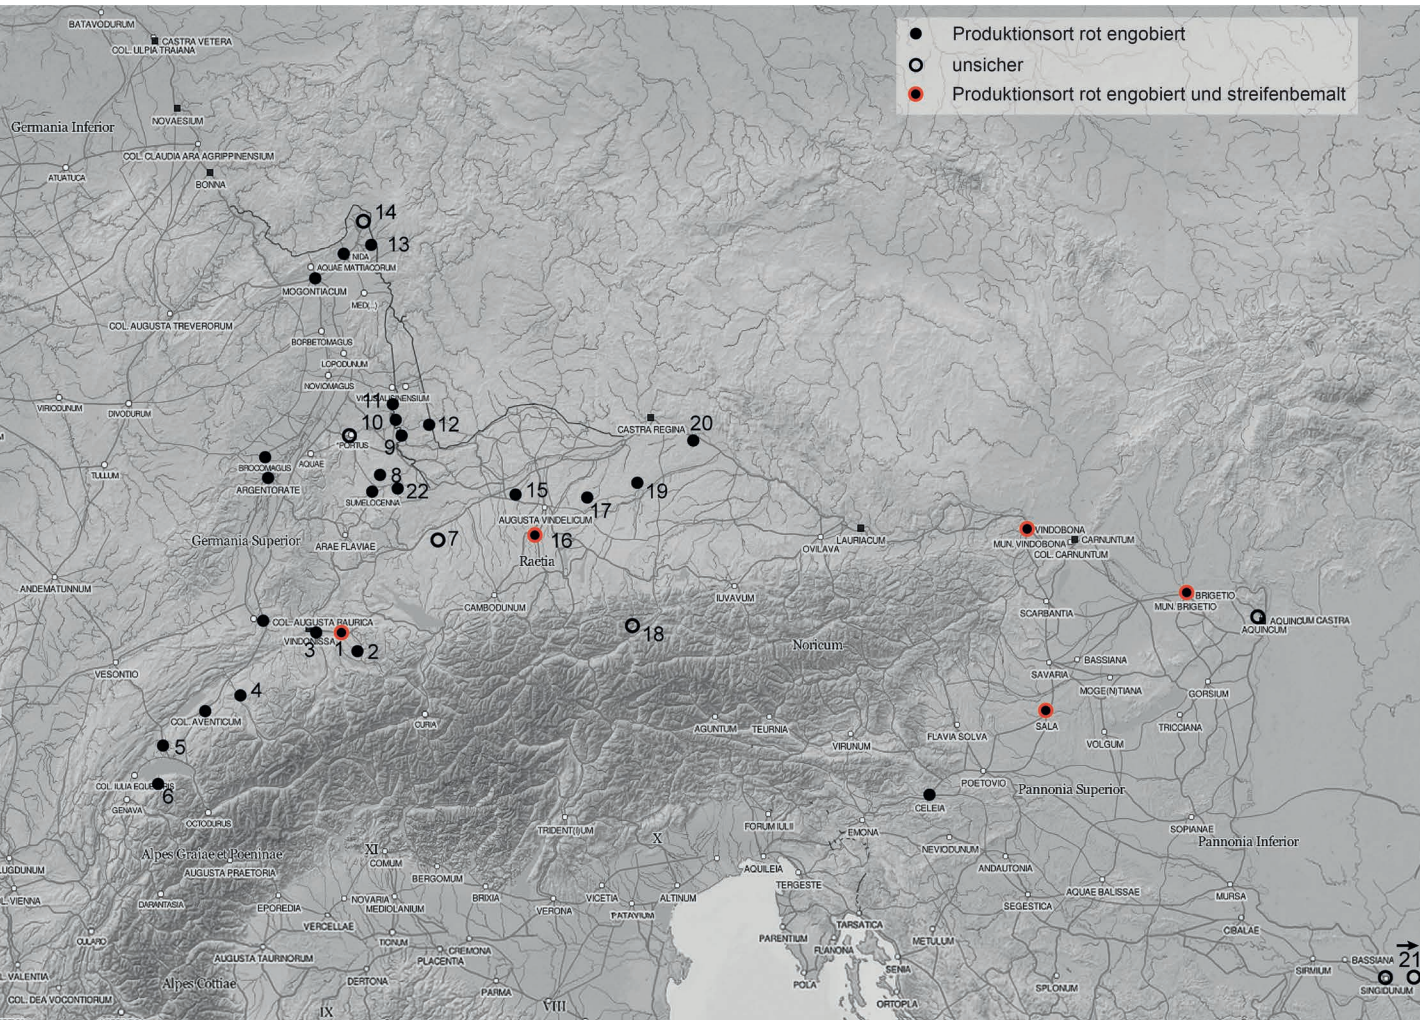 BATAVODURUM
CASTRA VETERA
COL. ULPIA TRAIANA
Produktionsort rot engobiert
unsicher
Produktionsort rot engobiert und streifenbemalt
NOVAESIUM
Germania Inferior
COL. CLAUDIA ARA AGRIPPINENSIUM
ATUATUCA
BONNA
14
13
NIDA
AQUAE MATTIACORUM
MOGONTIACUM
MED(...)
COL. AUGUSTA TREVERORUM
BORBETOMAGUS
LOPODUNUM
NOVIOMAGUS
11
VIRIODUNUM
DIVODURUM
10
12
CASTRA REGINA
20
9
*PORTUS
BROCOMAGUS
AQUAE
TULLUM
8
ARGENTORATE
22
SUMELOCENNA
15
19
17
AUGUSTA VINDELICUM
Germania Superior
ARAE FLAVIAE
7
16
Raetia
OVILAVA
LAURIACUM
VINDOBONA
MUN. VINDOBONA
CARNUNTUM
COL. CARNUNTUM
ANDEMATUNNUM
CAMBODUNUM
IUVAVUM
BRIGETIO
MUN. BRIGETIO
SCARBANTIA
COL. AUGUSTA RAURICA
AQUINCUM CASTRA
AQUINCUM
VINDONISSA
3
1
2
18
Noricum
VESONTIO
BASSIANA
SAVARIA
MOGE(N)TIANA
GORSIUM
4
COL. AVENTICUM
CURIA
AGUNTUM
TEURNIA
SALA
TRICCIANA
FLAVIA SOLVA
VIRUNUM
VOLGUM
5
COL. IULIA EQUESTRIS
6
GENAVA
POETOVIO
Pannonia Superior
CELEIA
OCTODURUS
TRIDENT(I)UM
FORUM IULII
EMONA
SOPIANAE
X
NEVIODUNUM
Pannonia Inferior
Alpes Graiae et Poeninae
XI
COMUM
AUGUSTA PRAETORIA
BERGOMUM
AQUILEIA
ANDAUTONIA
LUGDUNUM
TERGESTE
AQUAE BALISSAE
MURSA
L. VIENNA
DARANTASIA
EPOREDIA
NOVARIA
MEDIOLANIUM
BRIXIA
VERONA
VICETIA
ALTINUM
PATAVIUM
SEGESTICA
VERCELLAE
TARSATICA
CIBALAE
CULARO
TICINUM
CREMONA
PLACENTIA
PARENTIUM
FLANONA
METULUM
AUGUSTA TAURINORUM
SENIA
SIRMIUM
BASSIANA
21
L. VALENTIA
Alpes Cottiae
DERTONA
PARMA
POLA
SPLONUM
SINGIDUNUM
COL. DEA VOCONTIORUM
IX
VIII
ORTOPLA